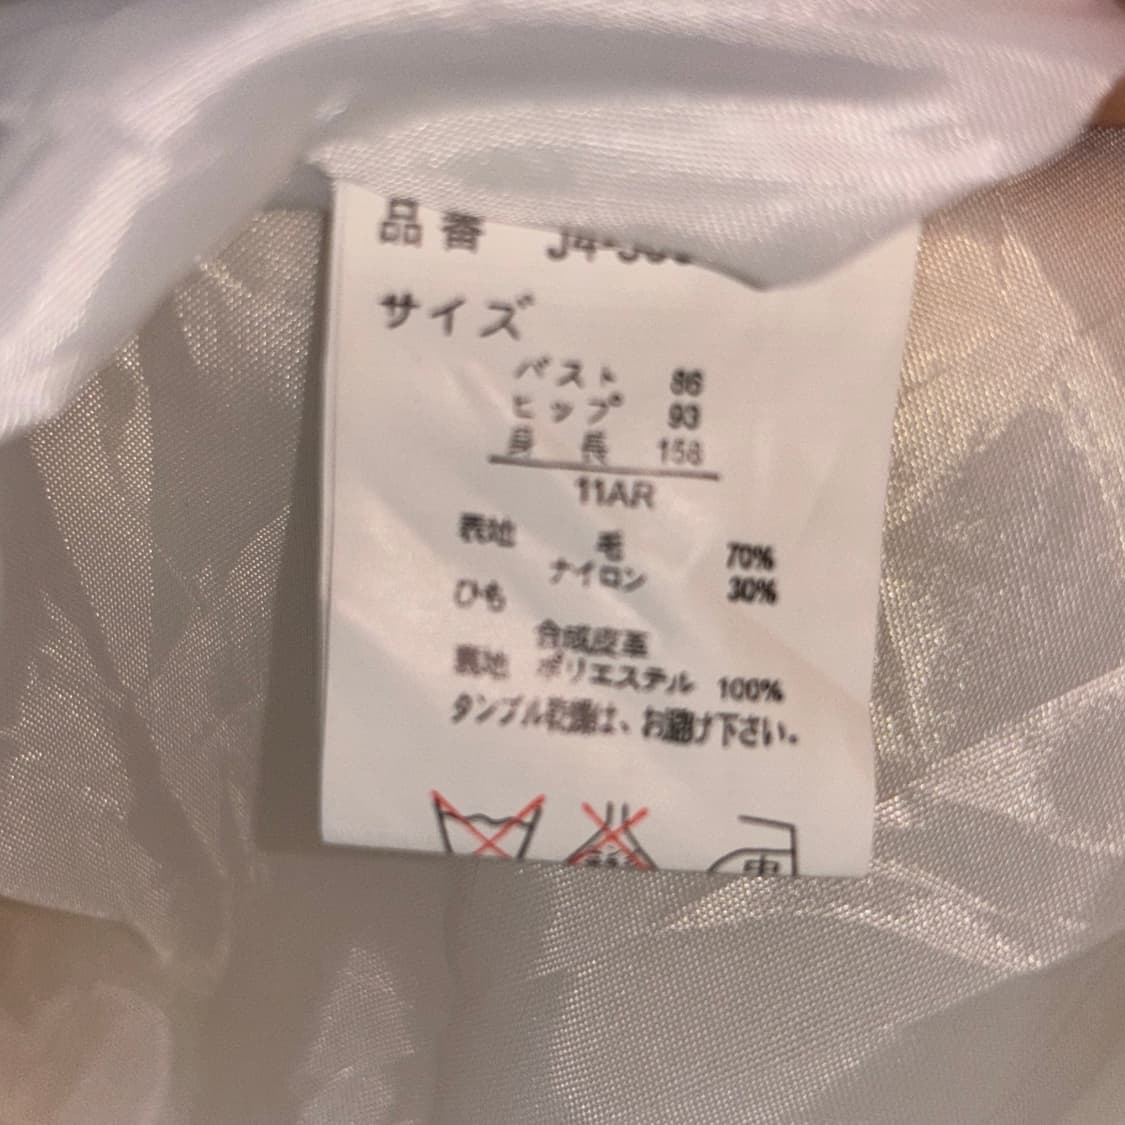 品番
サイズ
バスト 86
ヒップ 93
身長 158
11AR
表地 毛 70%
ナイロン 30%
ひも
合成皮革
裏地 ポリエステル 100%
タンブル乾燥は、お避け下さい。
中